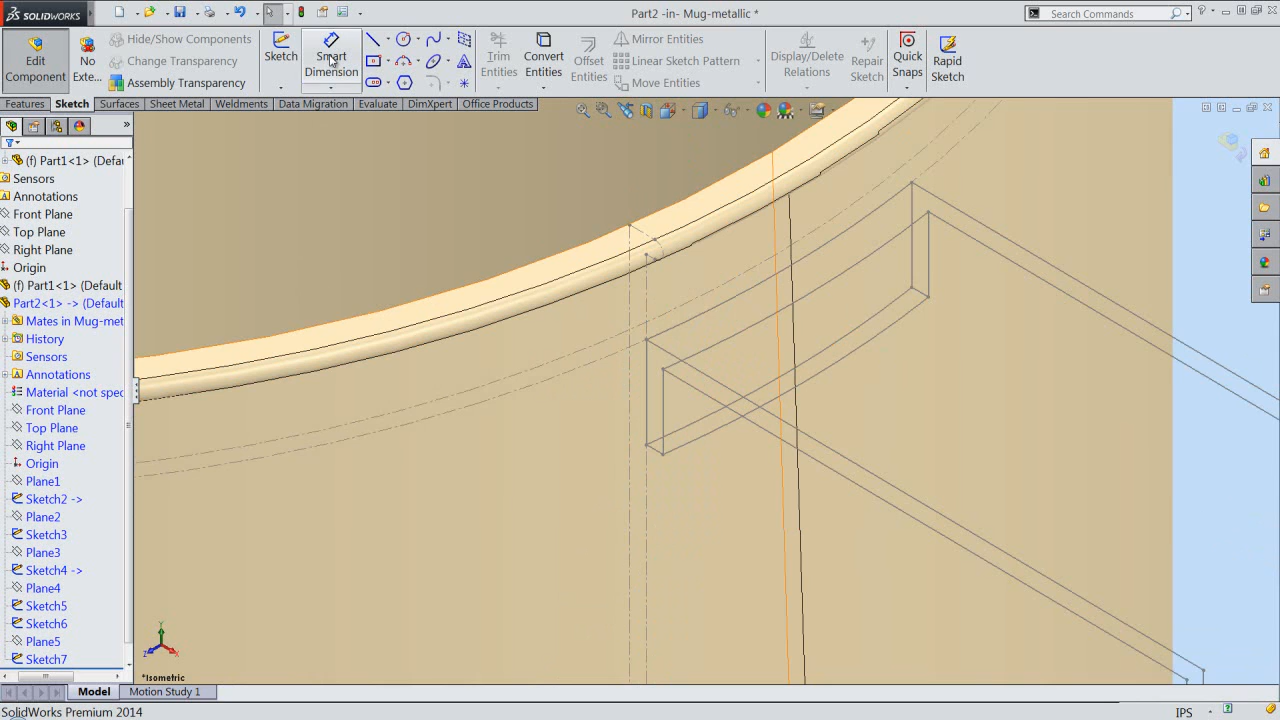 SOLIDWORKS
Part2 -in- Mug-metallic *
Search Commands
?
Edit
Component
No
Exte...
Hide/Show Components
Change Transparency
Assembly Transparency
Sketch
Smart
Dimension
Trim
Entities
Convert
Entities
Offset
Entities
Mirror Entities
Linear Sketch Pattern
Move Entities
Display/Delete
Relations
Repair
Sketch
Quick
Snaps
Rapid
Sketch
Features
Sketch
Surfaces
Sheet Metal
Weldments
Data Migration
Evaluate
DimXpert
Office Products
»
(f) Part1<1> (Defau
Sensors
Annotations
Front Plane
Top Plane
Right Plane
Origin
(f) Part1<1> (Default
Part2<1> -> (Default
Mates in Mug-met
History
Sensors
Annotations
Material <not spec
Front Plane
Top Plane
Right Plane
Origin
Plane1
Sketch2 ->
Plane2
Sketch3
Plane3
Sketch4 ->
Plane4
Sketch5
Sketch6
Plane5
Sketch7
Y
Z
X
*Isometric
Model
Motion Study 1
SolidWorks Premium 2014
IPS